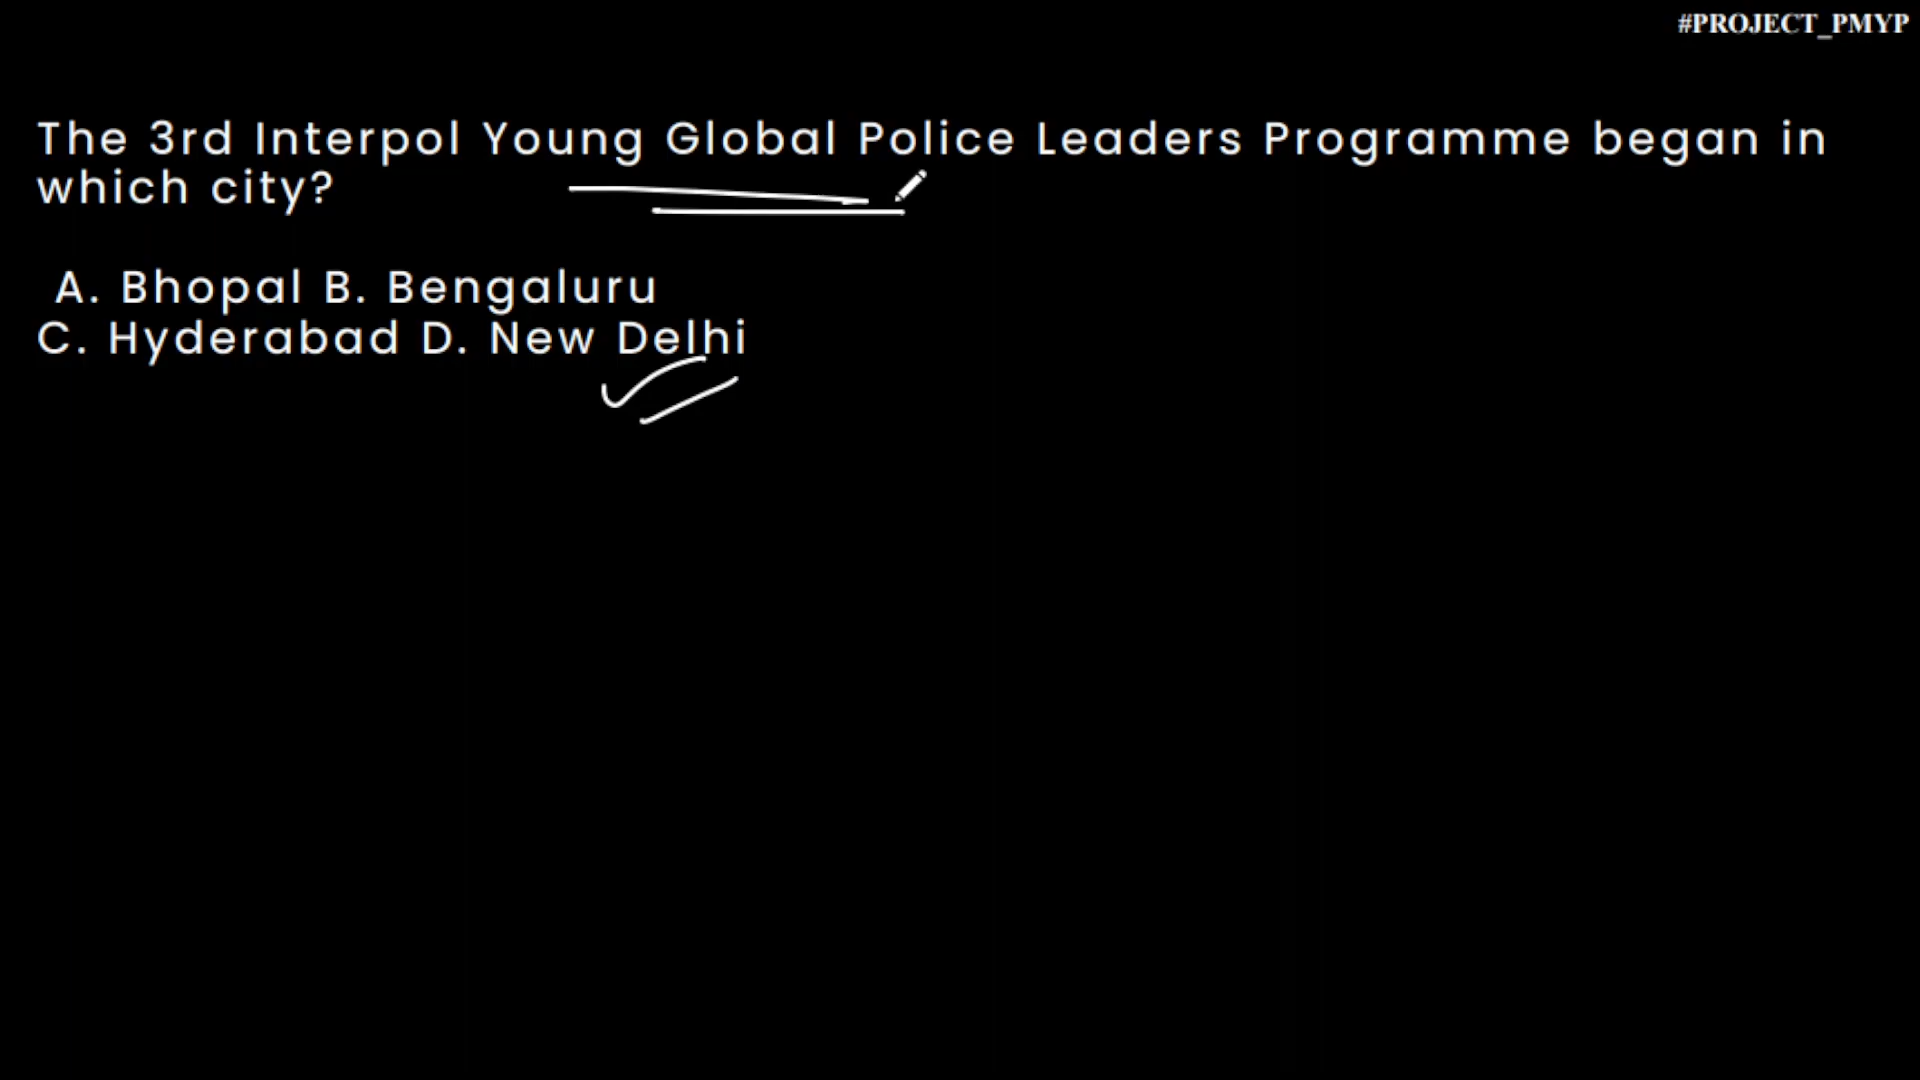 #PROJECT_PMYP
The 3rd Interpol Young Global Police Leaders Programme began in
which city?
A. Bhopal B. Bengaluru
C. Hyderabad D. New Delhi